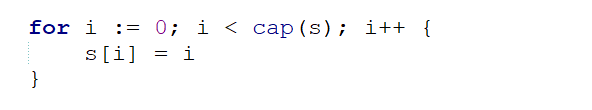 for i := 0; i < cap(s); i++ {
    s[i] = i
}